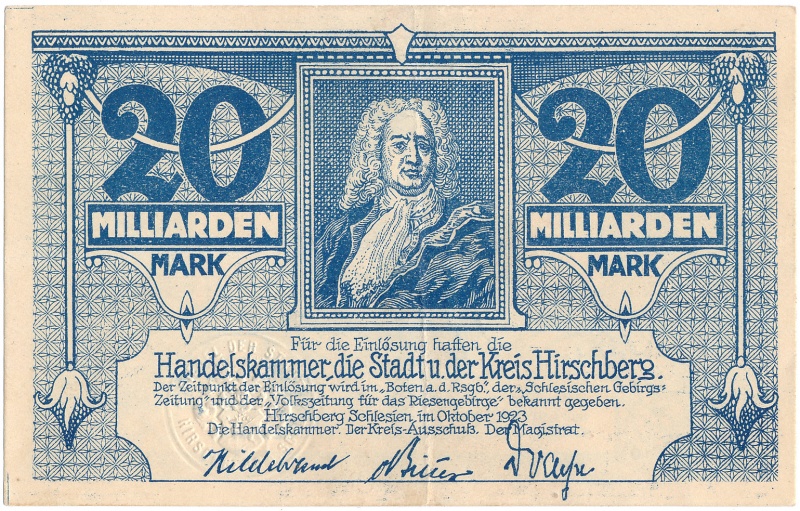 20 20
MILLIARDEN MILLIARDEN
MARK MARK
Für die Einlösung haften die
Handelskammer, die Stadt u. der Kreis Hirschberg.
Der Zeitpunkt der Einlösung wird im „Boten a. d. Rsgb“, der „Schlesischen Gebirgs-
Zeitung“ und der „Volkszeitung für das Riesengebirge“ bekannt gegeben.
Hirschberg Schlesien, im Oktober 1923
Die Handelskammer. Der Kreis-Ausschuß. Der Magistrat.
Hildebrand